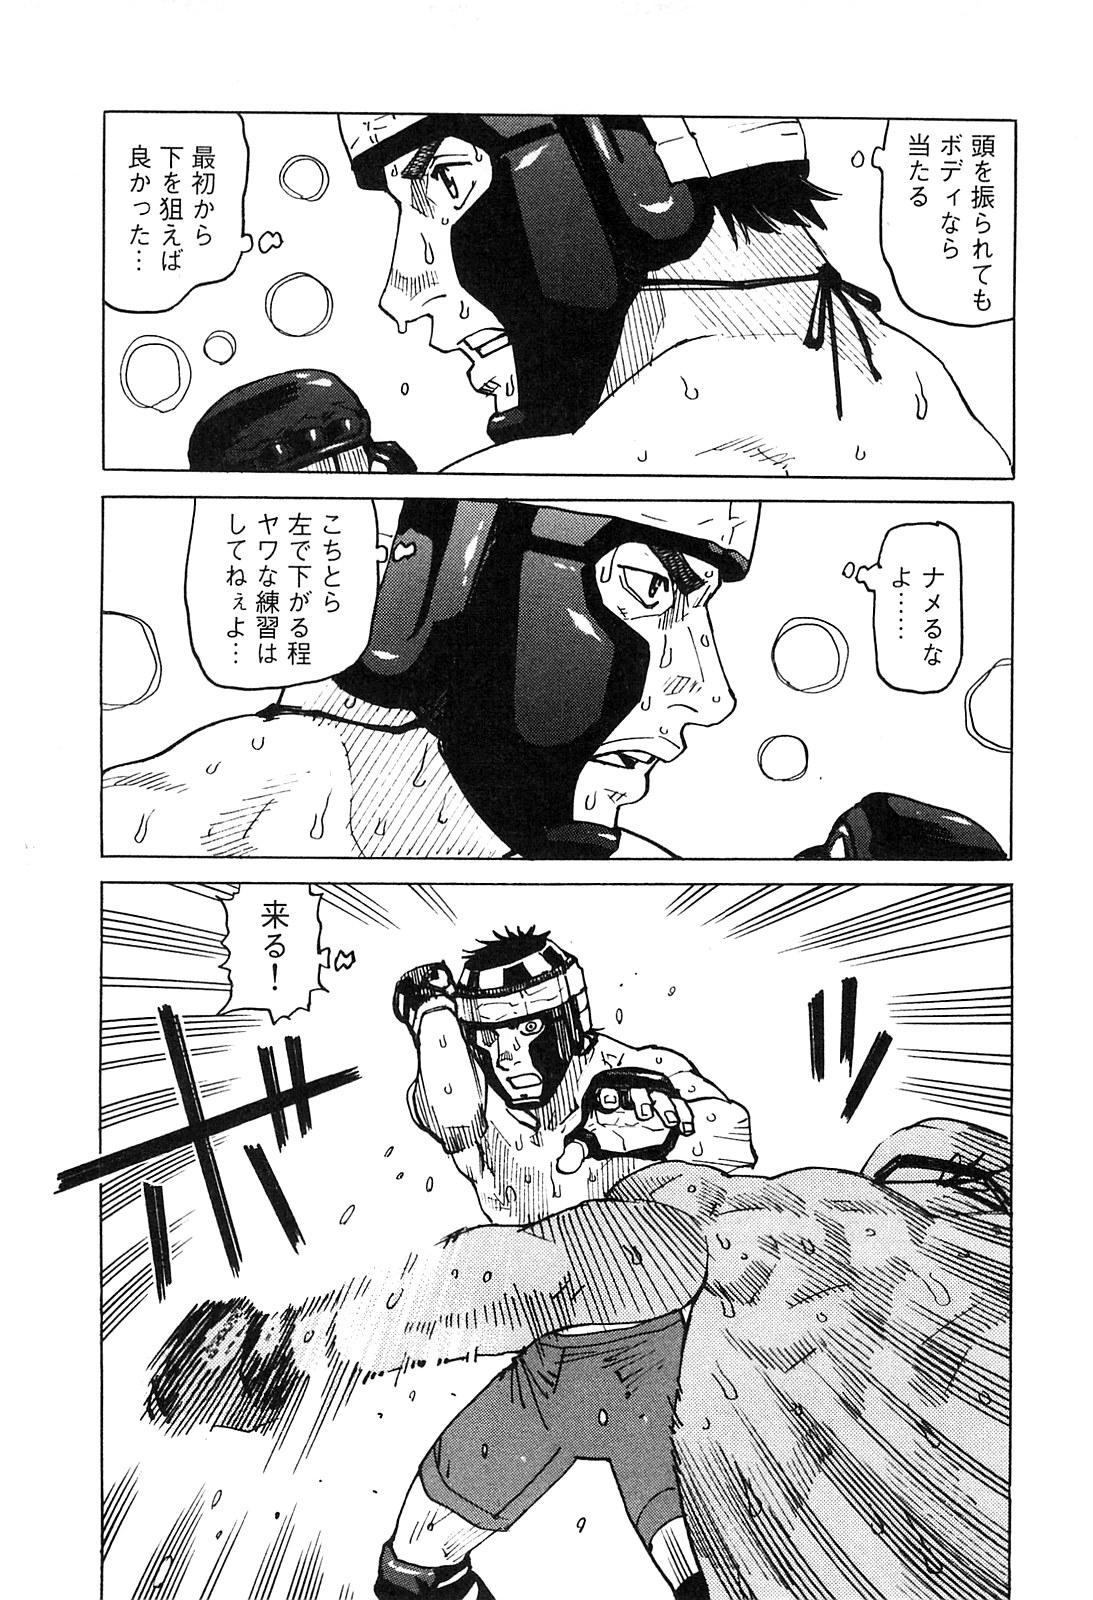 頭を振られても
ボディなら
当たる
最初から
下を狙えば
良かった…
ナメるな
よ……
こちとら
左で下がる程
ヤワな練習は
してねぇよ…
来る！